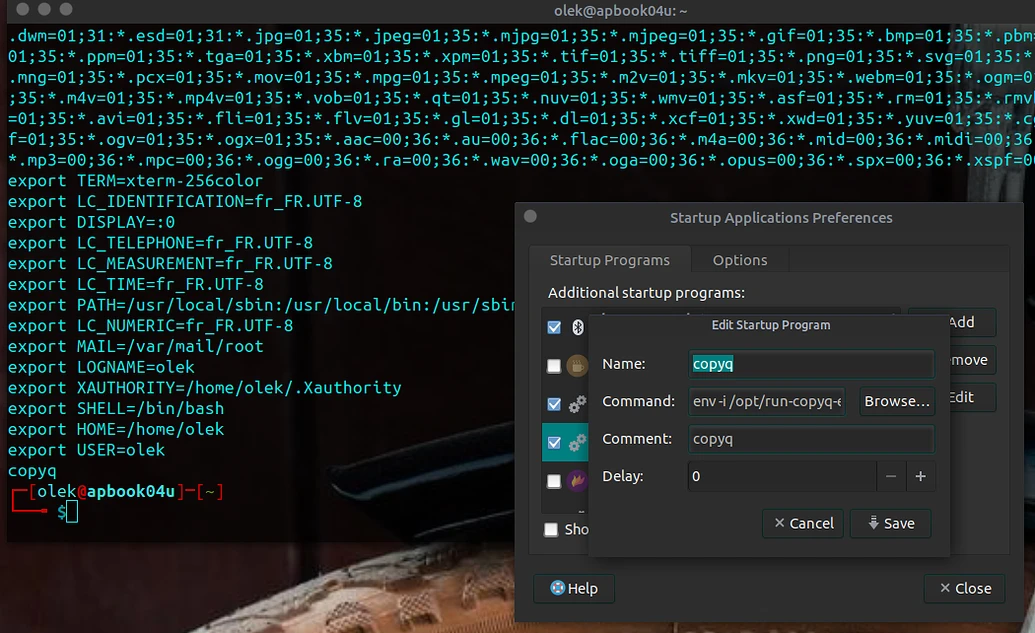 olek@apbook04u: ~
.dwm=01;31:*.esd=01;31:*.jpg=01;35:*.jpeg=01;35:*.mjpg=01;35:*.mjpeg=01;35:*.gif=01;35:*.bmp=01;35:*.pbm=
01;35:*.ppm=01;35:*.tga=01;35:*.xbm=01;35:*.xpm=01;35:*.tif=01;35:*.tiff=01;35:*.png=01;35:*.svg=01;35:*
.mng=01;35:*.pcx=01;35:*.mov=01;35:*.mpg=01;35:*.mpeg=01;35:*.m2v=01;35:*.mkv=01;35:*.webm=01;35:*.ogm=0
;35:*.m4v=01;35:*.mp4v=01;35:*.vob=01;35:*.qt=01;35:*.nuv=01;35:*.wmv=01;35:*.asf=01;35:*.rm=01;35:*.rmv
=01;35:*.avi=01;35:*.fli=01;35:*.flv=01;35:*.gl=01;35:*.dl=01;35:*.xcf=01;35:*.xwd=01;35:*.yuv=01;35:*.c
f=01;35:*.ogv=01;35:*.ogx=01;35:*.aac=00;36:*.au=00;36:*.flac=00;36:*.m4a=00;36:*.mid=00;36:*.midi=00;36
*.mp3=00;36:*.mpc=00;36:*.ogg=00;36:*.ra=00;36:*.wav=00;36:*.oga=00;36:*.opus=00;36:*.spx=00;36:*.xspf=0
export TERM=xterm-256color
export LC_IDENTIFICATION=fr_FR.UTF-8
export DISPLAY=:0
export LC_TELEPHONE=fr_FR.UTF-8
export LC_MEASUREMENT=fr_FR.UTF-8
export LC_TIME=fr_FR.UTF-8
export PATH=/usr/local/sbin:/usr/local/bin:/usr/sbin
export LC_NUMERIC=fr_FR.UTF-8
export MAIL=/var/mail/root
export LOGNAME=olek
export XAUTHORITY=/home/olek/.Xauthority
export SHELL=/bin/bash
export HOME=/home/olek
export USER=olek
copyq
[olek@apbook04u]─[~]
$
Startup Applications Preferences
Startup Programs
Options
Additional startup programs:
Add
move
Edit
Sho
Help
Close
Edit Startup Program
Name: copyq
Command: env -i /opt/run-copyq-e Browse...
Comment: copyq
Delay: 0
Cancel
Save